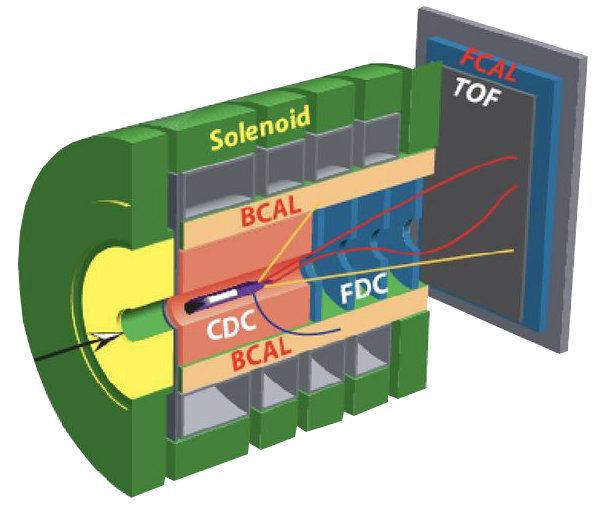 FCAL
TOF
Solenoid
BCAL
FDC
CDC
BCAL